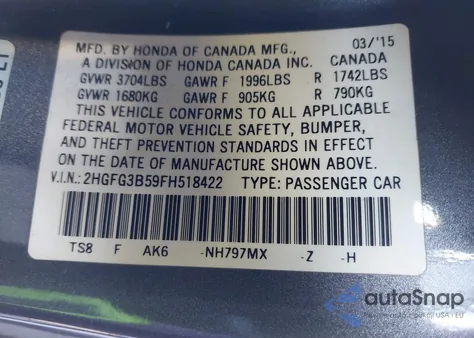 MFD. BY HONDA OF CANADA MFG., 03/'15
A DIVISION OF HONDA CANADA INC. CANADA
GVWR 3704LBS GAWR F 1996LBS R 1742LBS
GVWR 1680KG GAWR F 905KG R 790KG
THIS VEHICLE CONFORMS TO ALL APPLICABLE
FEDERAL MOTOR VEHICLE SAFETY, BUMPER,
AND THEFT PREVENTION STANDARDS IN EFFECT
ON THE DATE OF MANUFACTURE SHOWN ABOVE.
V.I.N.: 2HGFG3B59FH518422 TYPE: PASSENGER CAR
TS8 F AK6 -NH797MX -Z -H
autoSnap